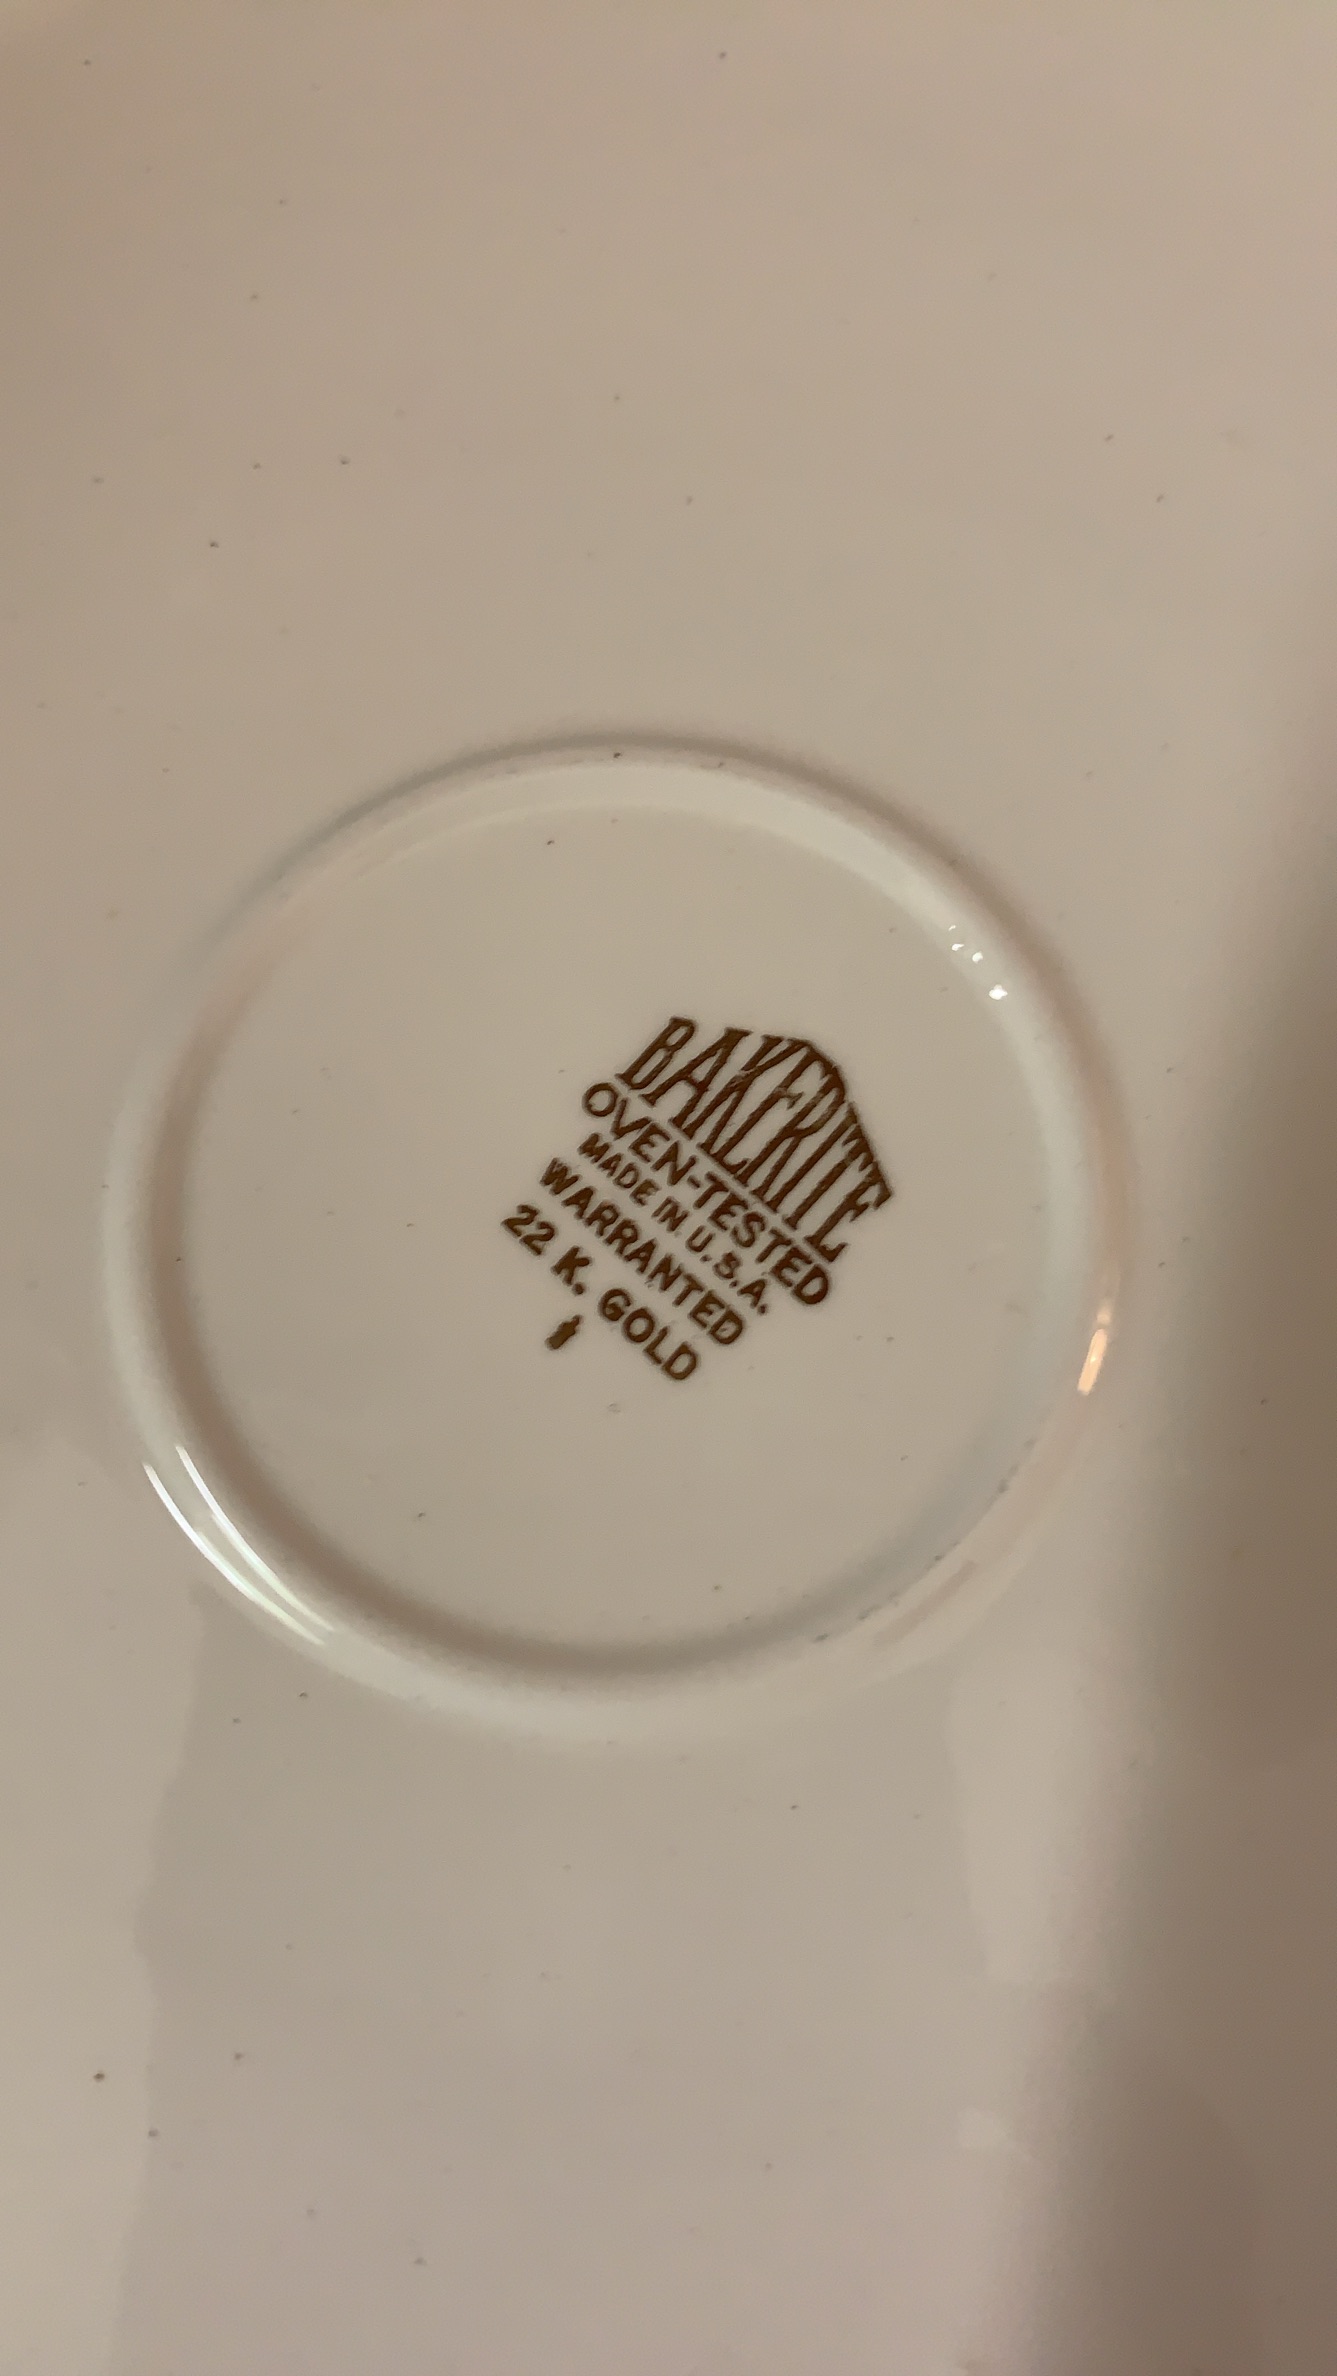 BAKERITE
OVEN-TESTED
MADE IN U.S.A.
WARRANTED
22 K. GOLD